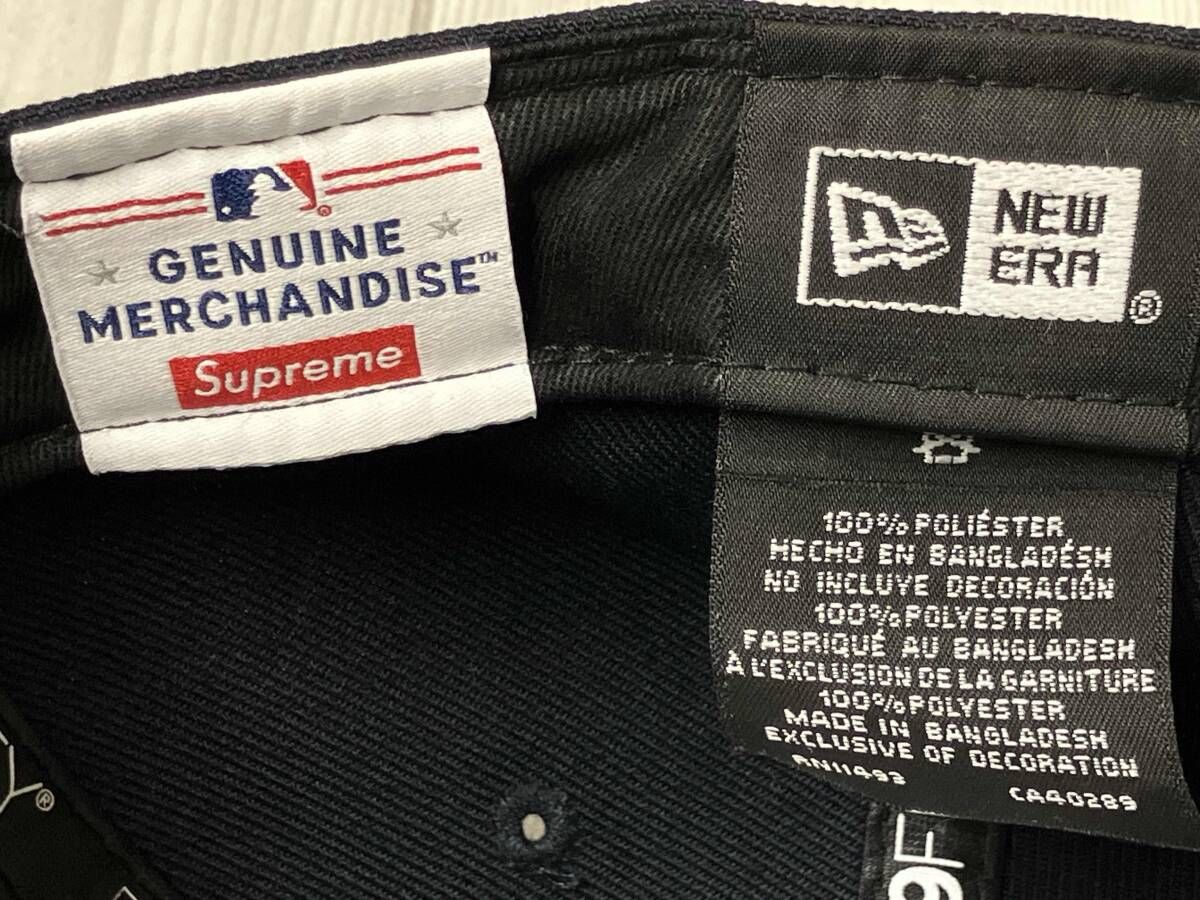 GENUINE
MERCHANDISE™
Supreme
NEW
ERA
®
100% POLIÉSTER
HECHO EN BANGLADÉSH
NO INCLUYE DECORACIÓN
100% POLYESTER
FABRIQUÉ AU BANGLADESH
À L'EXCLUSION DE LA GARNITURE
100% POLYESTER
MADE IN BANGLADESH
EXCLUSIVE OF DECORATION
RN11493
CA40289
9F
Y®